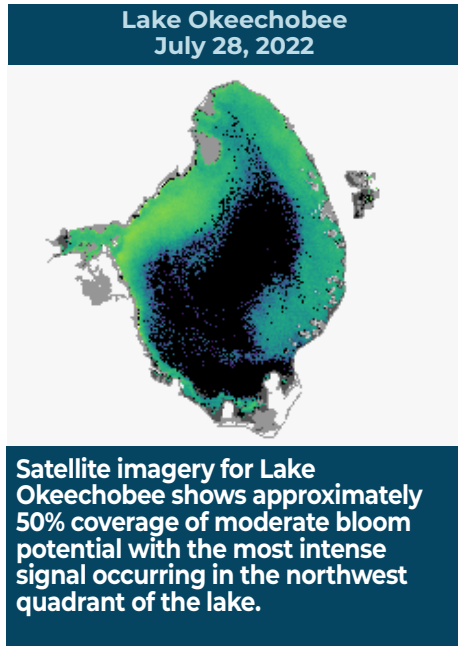 Lake Okeechobee
July 28, 2022
Satellite imagery for Lake
Okeechobee shows approximately
50% coverage of moderate bloom
potential with the most intense
signal occurring in the northwest
quadrant of the lake.